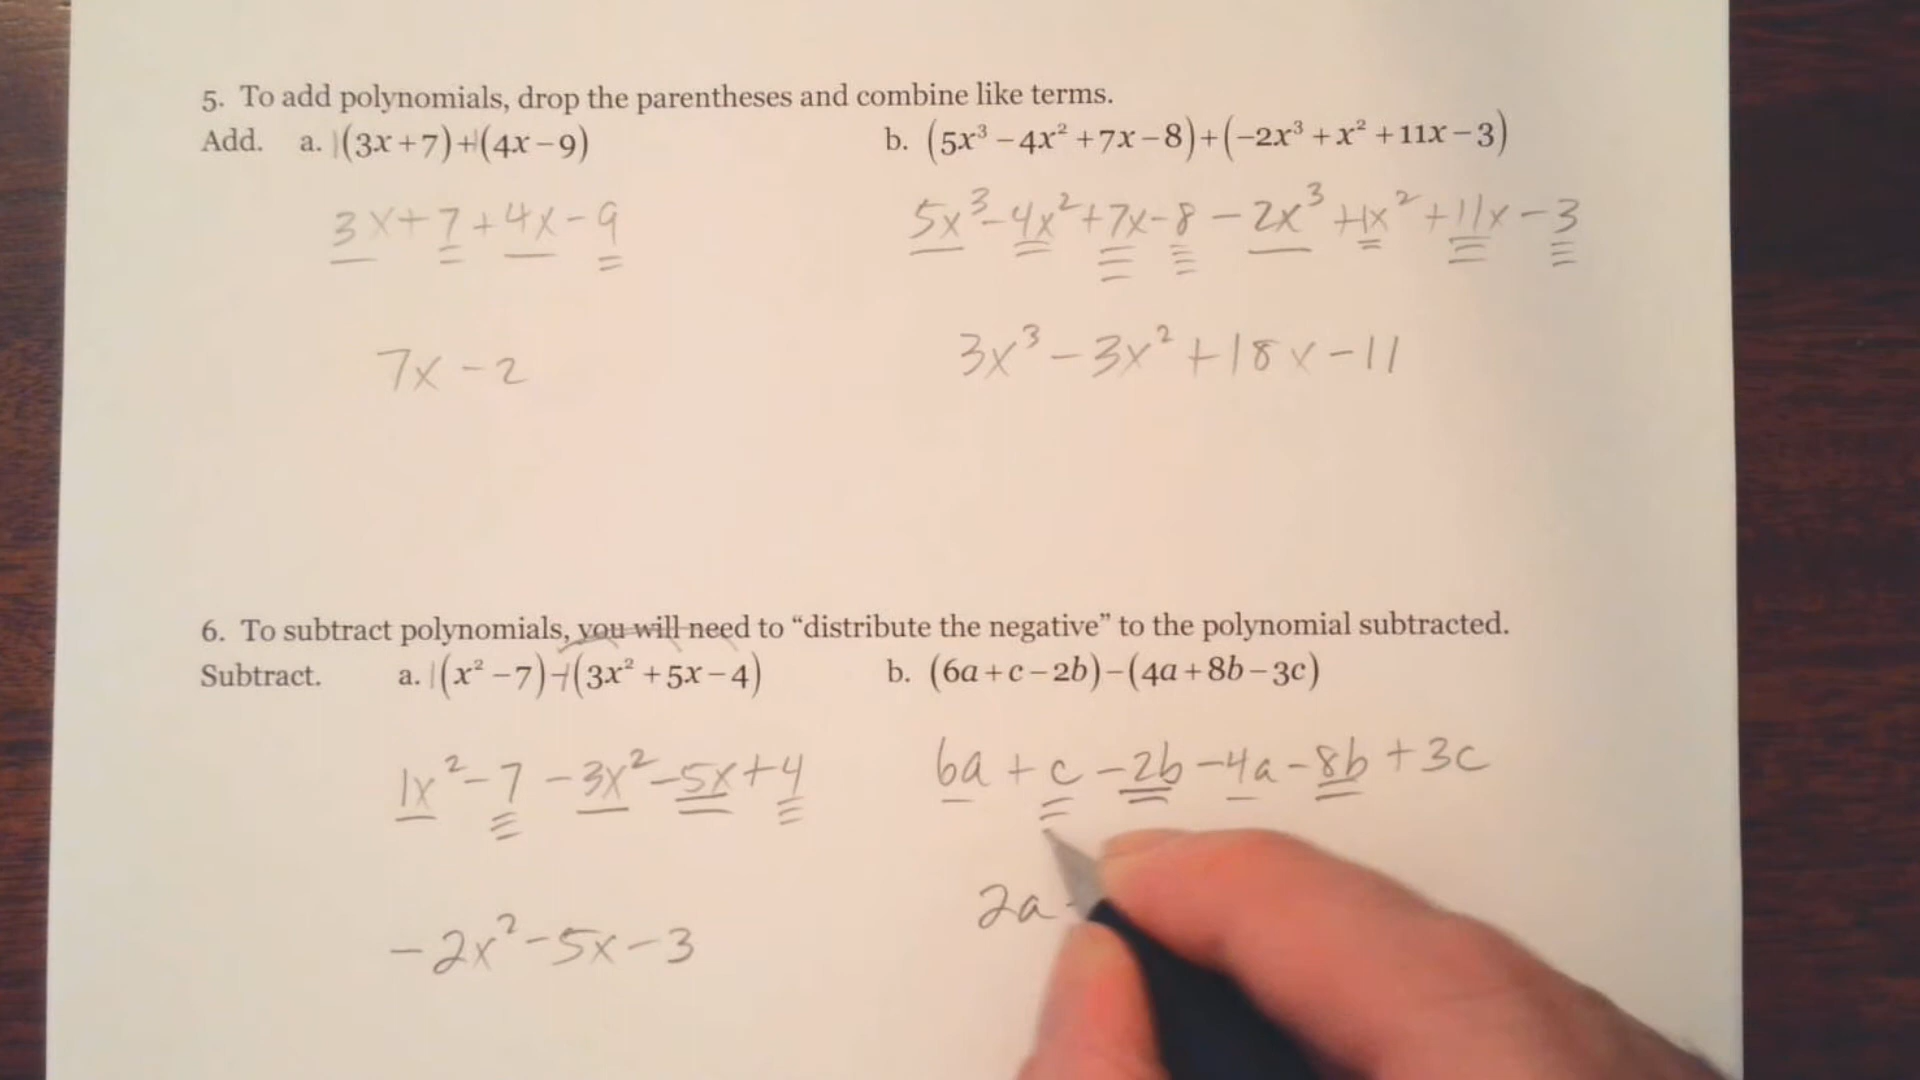 5. To add polynomials, drop the parentheses and combine like terms.
Add. a. |(3x+7)+|(4x−9) b. (5x³−4x²+7x−8)+(−2x³+x²+11x−3)
3x+7+4x−9 5x³−4x²+7x−8−2x³+1x²+11x−3
7x−2 3x³−3x²+18x−11
6. To subtract polynomials, you will need to “distribute the negative” to the polynomial subtracted.
Subtract. a. |(x²−7)−|(3x²+5x−4) b. (6a+c−2b)−(4a+8b−3c)
1x²−7−3x²−5x+4 6a+c−2b−4a−8b+3c
−2x²−5x−3 2a